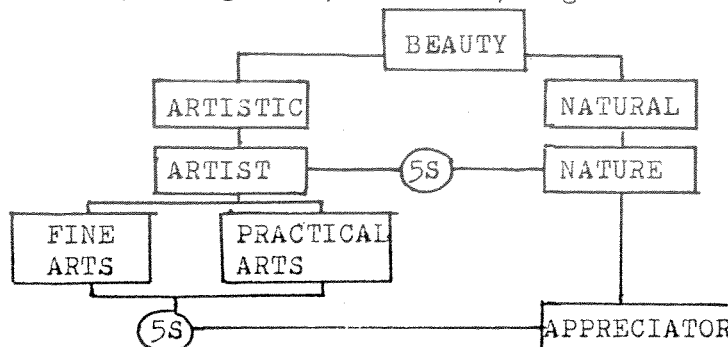 BEAUTY
ARTISTIC NATURAL
ARTIST 5S NATURE
FINE PRACTICAL
ARTS ARTS
5S APPRECIATOR